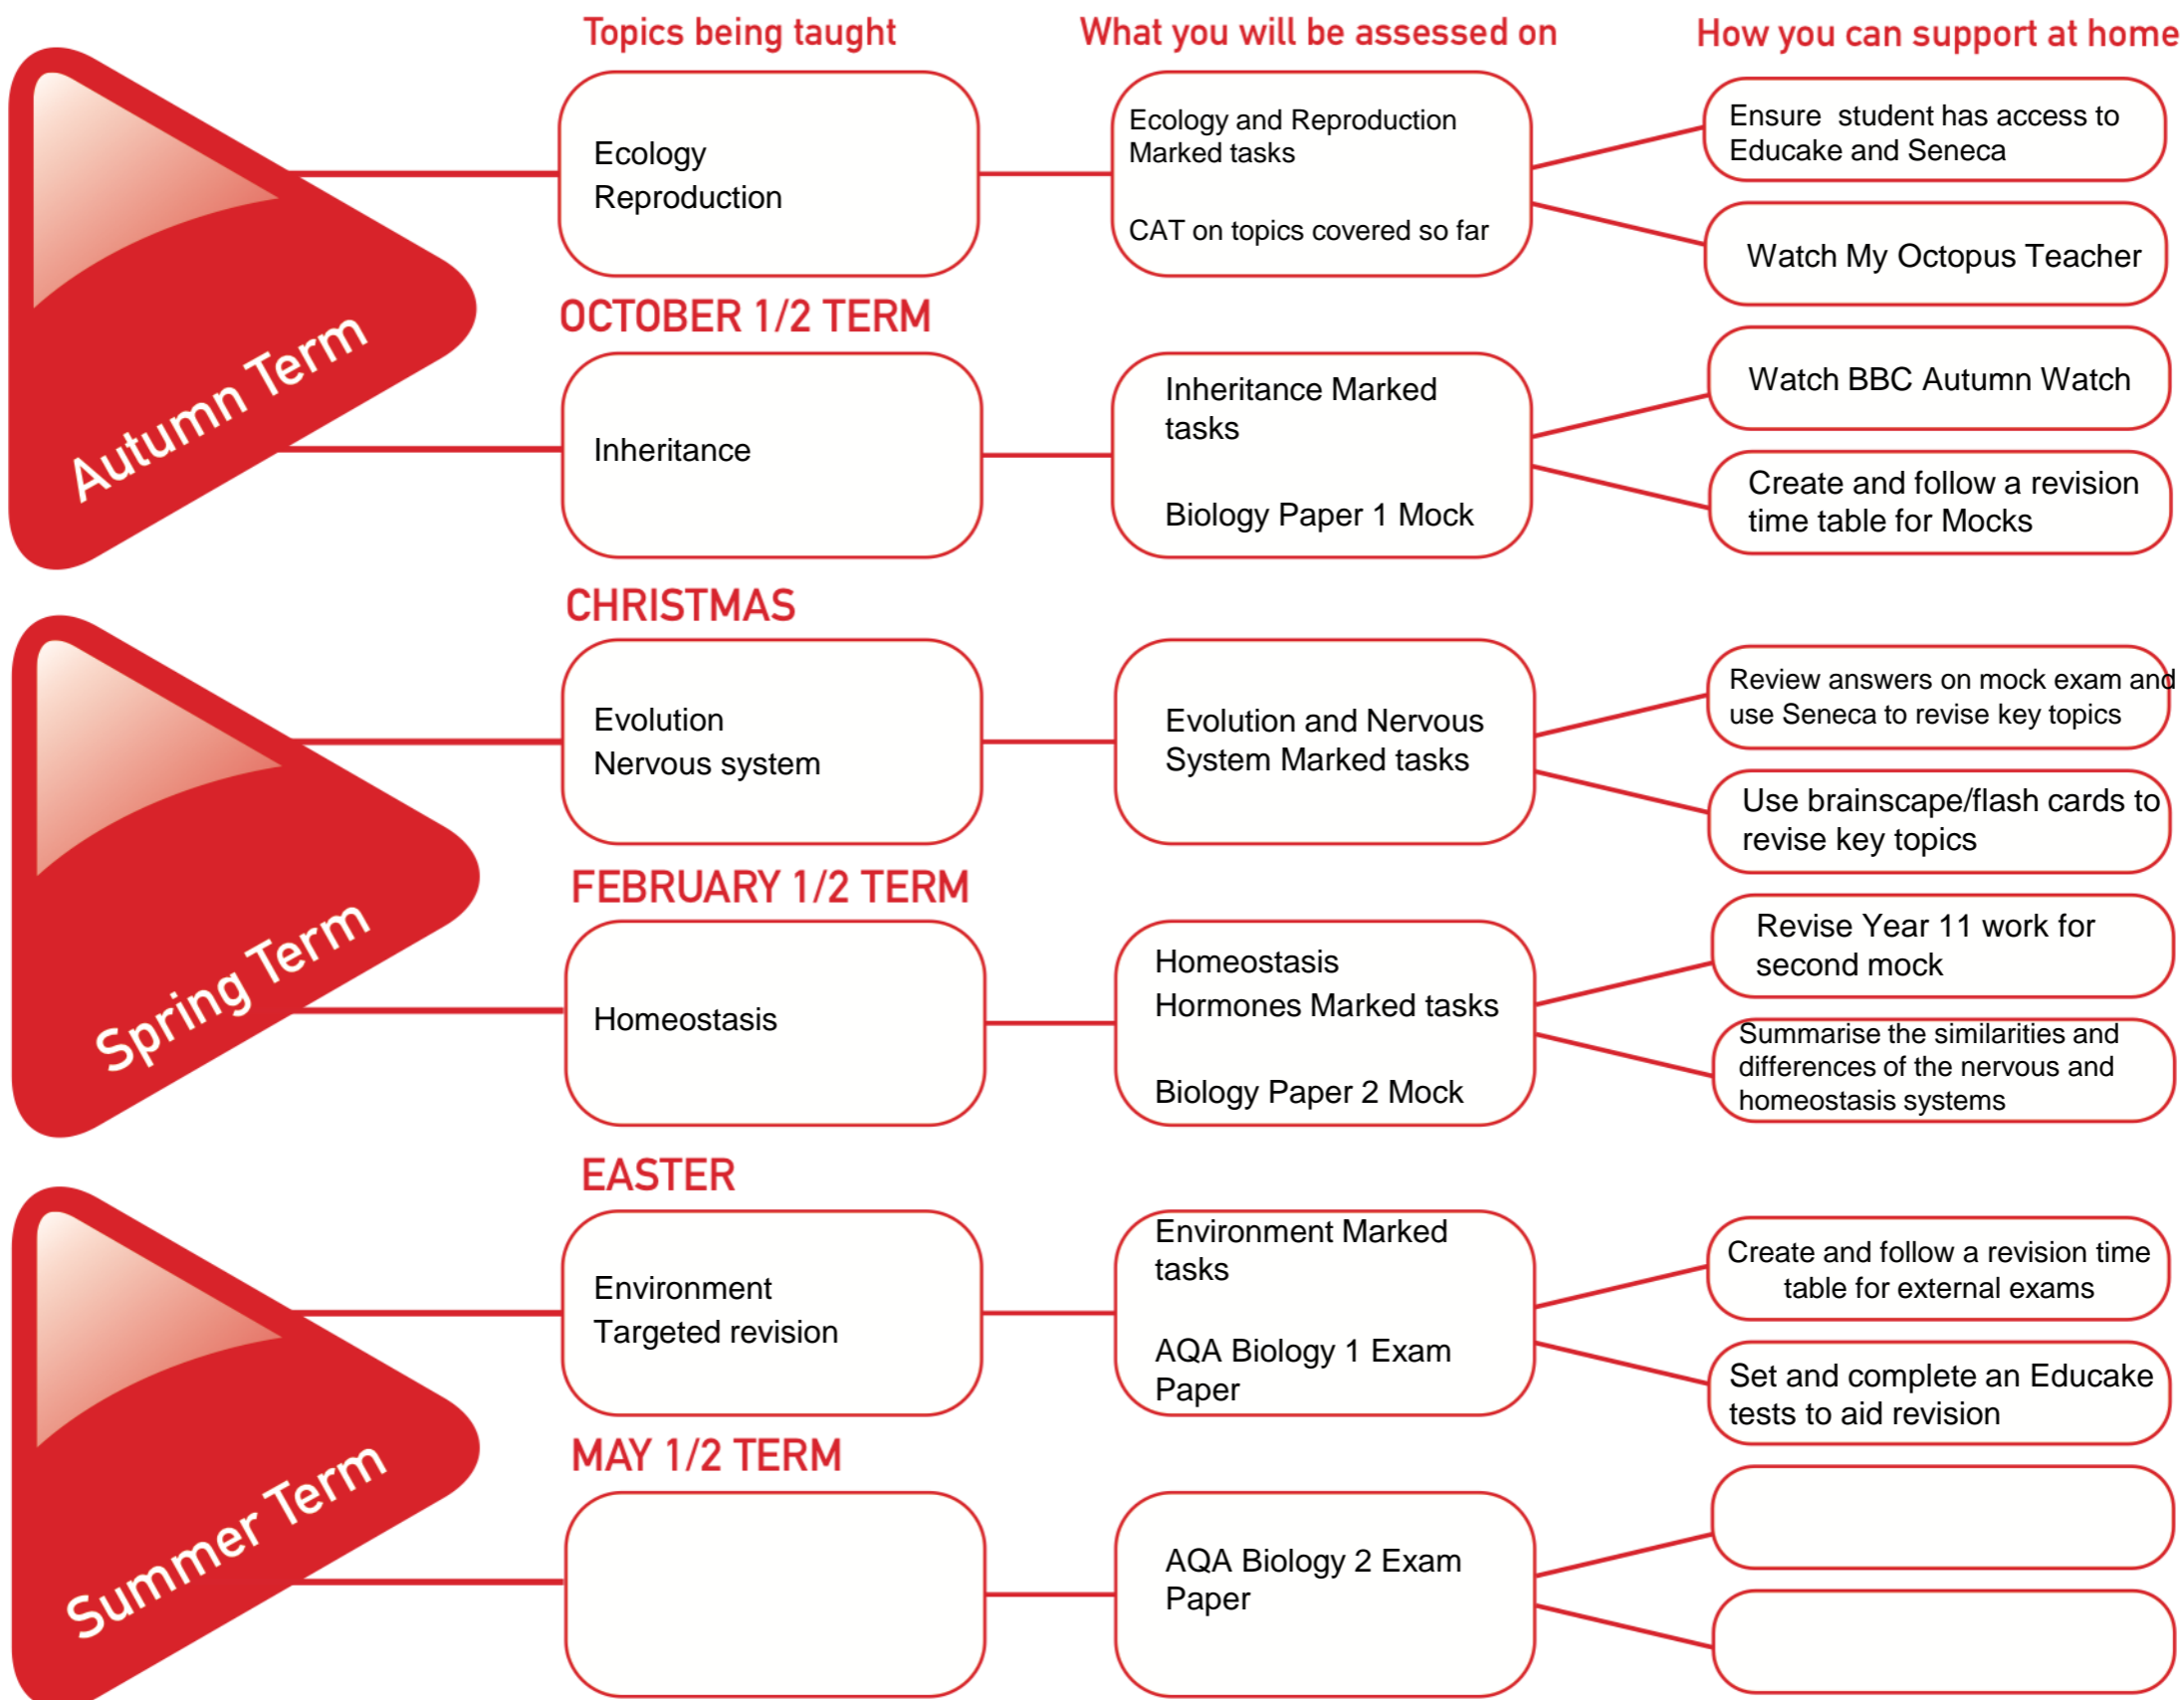 Topics being taught
What you will be assessed on
How you can support at home
Autumn Term
Ecology
Reproduction
Ecology and Reproduction
Marked tasks
CAT on topics covered so far
Ensure student has access to
Educake and Seneca
Watch My Octopus Teacher
OCTOBER 1/2 TERM
Inheritance
Inheritance Marked
tasks
Biology Paper 1 Mock
Watch BBC Autumn Watch
Create and follow a revision
time table for Mocks
CHRISTMAS
Spring Term
Evolution
Nervous system
Evolution and Nervous
System Marked tasks
Review answers on mock exam and
use Seneca to revise key topics
Use brainscape/flash cards to
revise key topics
FEBRUARY 1/2 TERM
Homeostasis
Homeostasis
Hormones Marked tasks
Biology Paper 2 Mock
Revise Year 11 work for
second mock
Summarise the similarities and
differences of the nervous and
homeostasis systems
EASTER
Summer Term
Environment
Targeted revision
Environment Marked
tasks
AQA Biology 1 Exam
Paper
Create and follow a revision time
table for external exams
Set and complete an Educake
tests to aid revision
MAY 1/2 TERM
AQA Biology 2 Exam
Paper